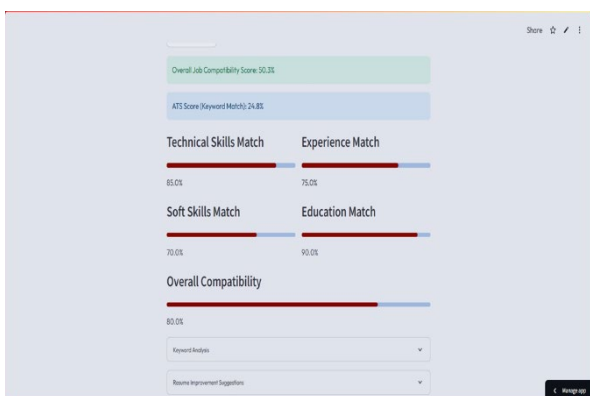 Share
Overall Job Compatibility Score: 50.3%
ATS Score (Keyword Match): 24.8%
Technical Skills Match
Experience Match
85.0%
75.0%
Soft Skills Match
Education Match
70.0%
90.0%
Overall Compatibility
80.0%
Keyword Analysis
Resume Improvement Suggestions
Manage app